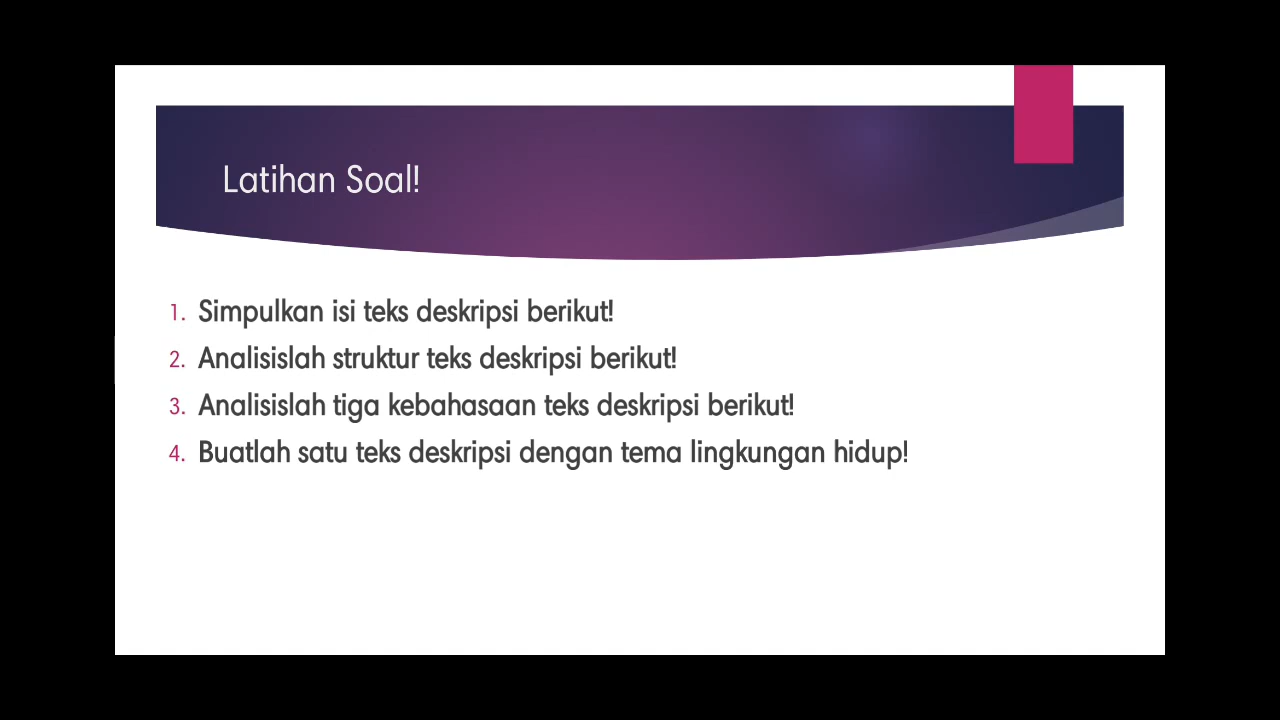 Latihan Soal!
1. Simpulkan isi teks deskripsi berikut!
2. Analisislah struktur teks deskripsi berikut!
3. Analisislah tiga kebahasaan teks deskripsi berikut!
4. Buatlah satu teks deskripsi dengan tema lingkungan hidup!